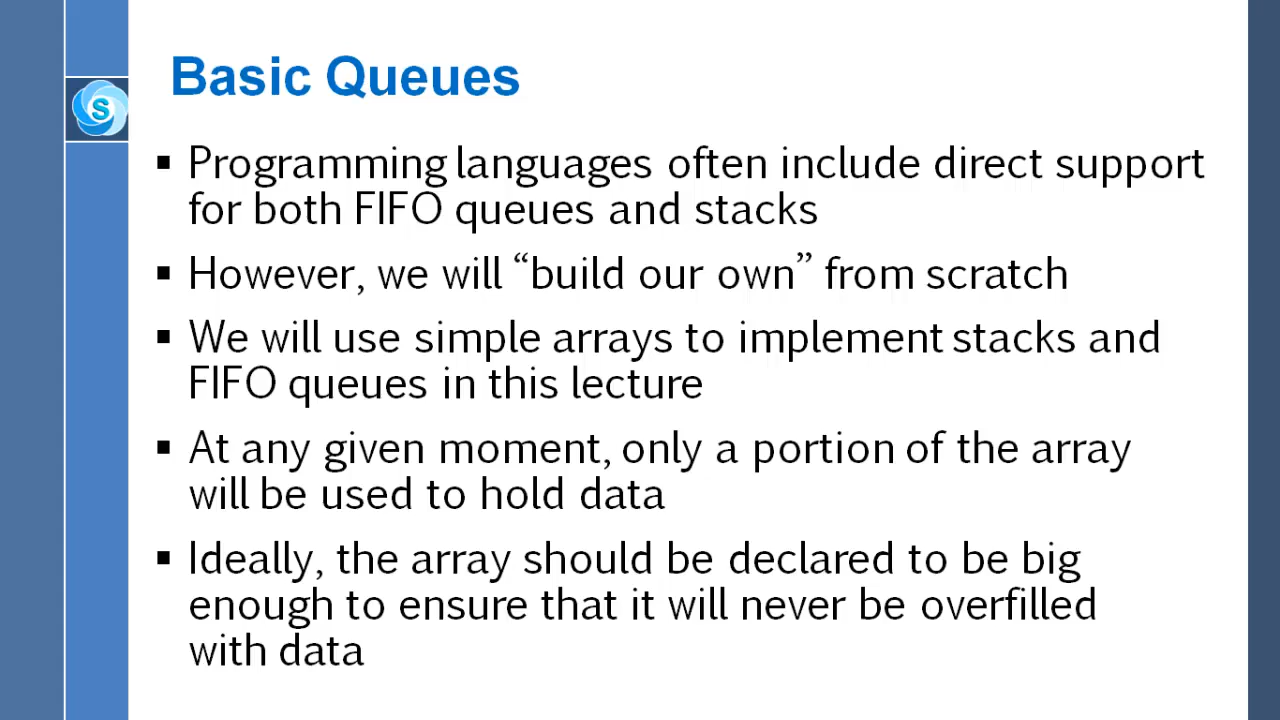 Basic Queues
S
▪ Programming languages often include direct support
for both FIFO queues and stacks
▪ However, we will “build our own” from scratch
▪ We will use simple arrays to implement stacks and
FIFO queues in this lecture
▪ At any given moment, only a portion of the array
will be used to hold data
▪ Ideally, the array should be declared to be big
enough to ensure that it will never be overfilled
with data